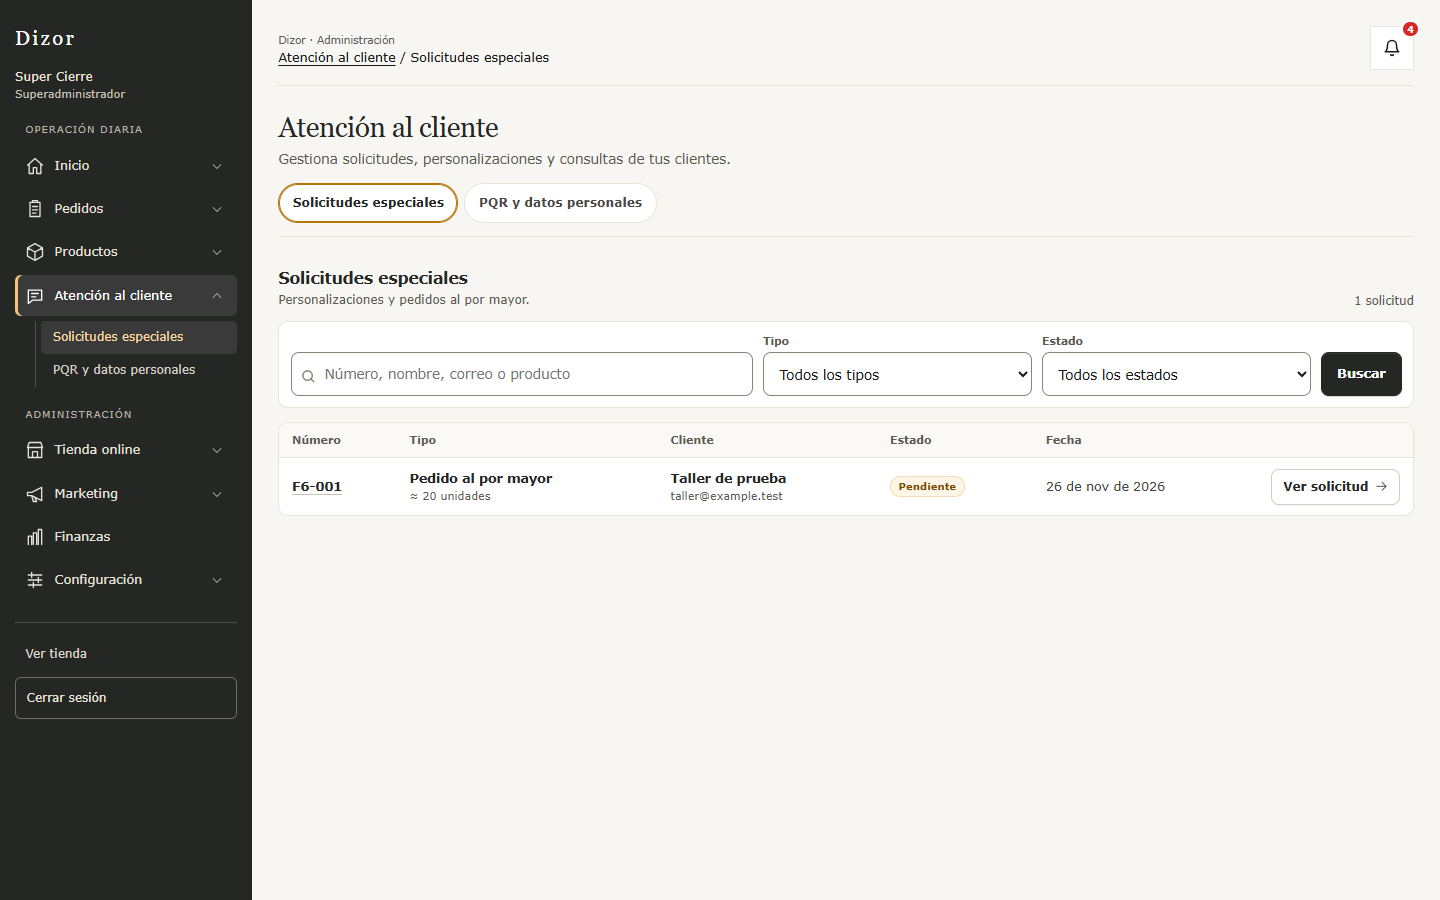 Dizor
Super Cierre
Superadministrador
OPERACIÓN DIARIA
Inicio
Pedidos
Productos
Atención al cliente
Solicitudes especiales
PQR y datos personales
ADMINISTRACIÓN
Tienda online
Marketing
Finanzas
Configuración
Ver tienda
Cerrar sesión
Dizor · Administración
Atención al cliente / Solicitudes especiales
4
Atención al cliente
Gestiona solicitudes, personalizaciones y consultas de tus clientes.
Solicitudes especiales PQR y datos personales
Solicitudes especiales
Personalizaciones y pedidos al por mayor.
1 solicitud
Tipo Estado
Número, nombre, correo o producto Todos los tipos Todos los estados Buscar
Número Tipo Cliente Estado Fecha
F6-001 Pedido al por mayor Taller de prueba Pendiente 26 de nov de 2026 Ver solicitud →
≈ 20 unidades taller@example.test